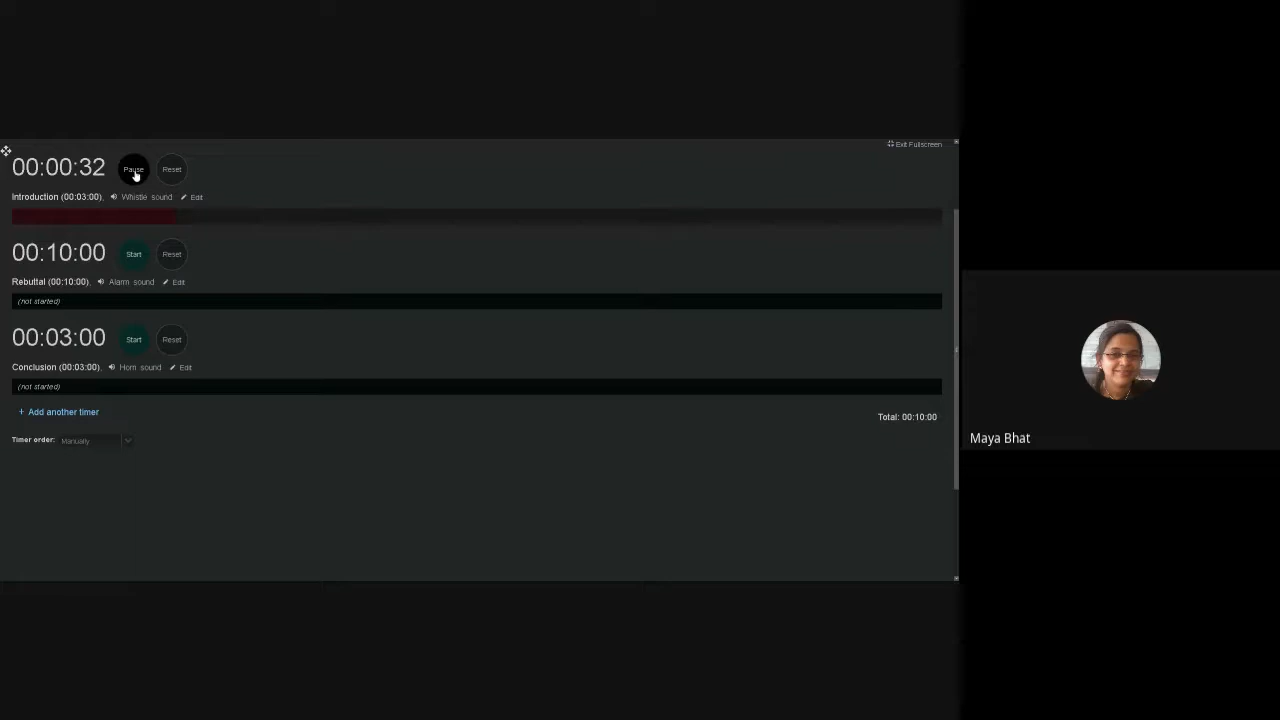 Exit Fullscreen
00:00:32 Pause Reset
Introduction (00:03:00), Whistle sound Edit
00:10:00 Start Reset
Rebuttal (00:10:00), Alarm sound Edit
(not started)
00:03:00 Start Reset
Conclusion (00:03:00), Horn sound Edit
(not started)
+ Add another timer
Total: 00:10:00
Timer order: Manually
Maya Bhat